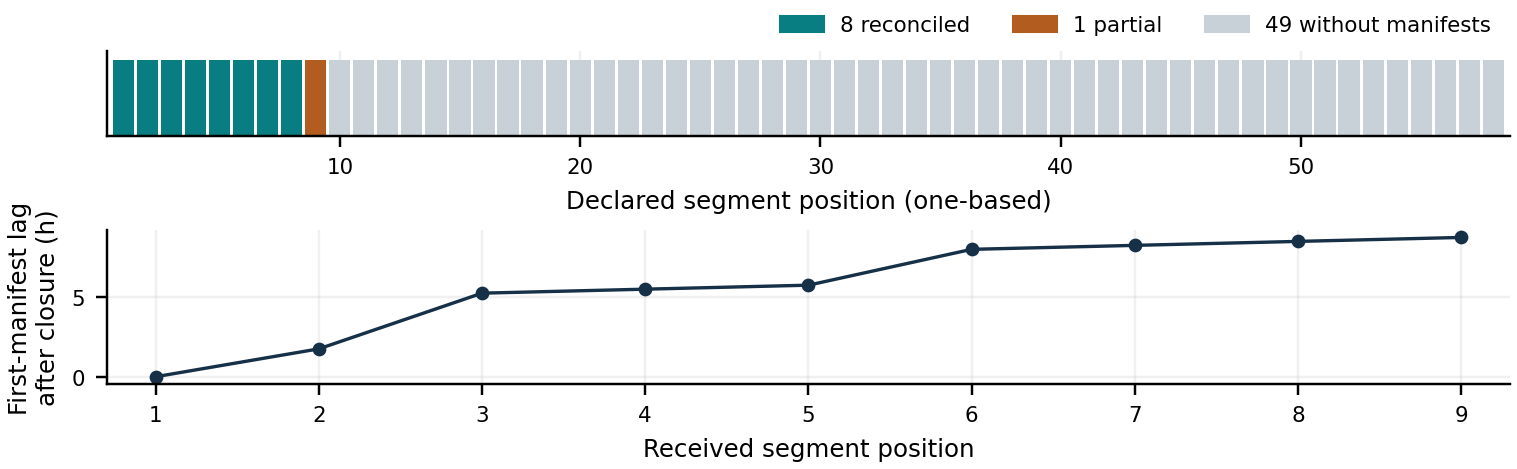 8 reconciled 1 partial 49 without manifests
10 20 30 40 50
Declared segment position (one-based)
First-manifest lag
after closure (h)
5
0
1 2 3 4 5 6 7 8 9
Received segment position